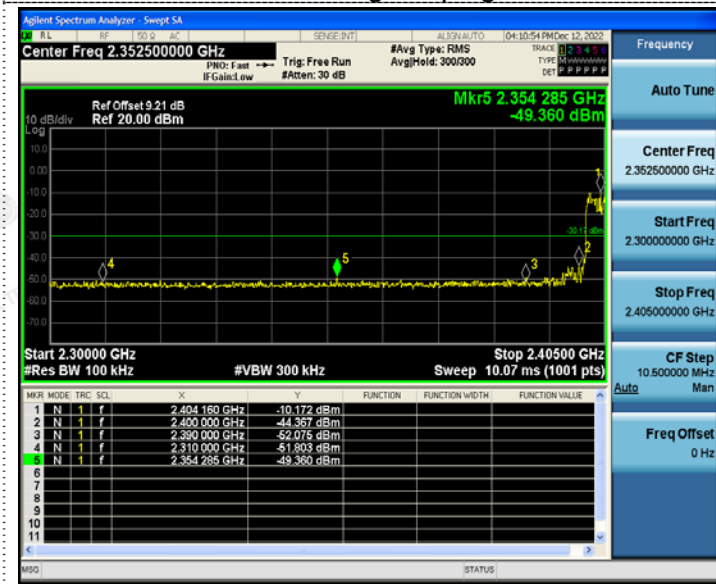 Agilent Spectrum Analyzer - Swept SA
RL RF 50 Ω AC SENSE:INT ALIGN AUTO 04:10:54 PM Dec 12, 2022
Center Freq 2.352500000 GHz
PNO: Fast
IFGain:Low
Trig: Free Run
#Atten: 30 dB
#Avg Type: RMS
Avg|Hold: 300/300
TRACE 1 2 3 4 5 6
TYPE M W W W W W
DET P P P P P P
Ref Offset 9.21 dB
Ref 20.00 dBm
10 dB/div
Log
Mkr5 2.354 285 GHz
-49.360 dBm
10.0
0.00
-10.0
-20.0
-30.0
-40.0
-50.0
-60.0
-70.0
-30.17 dBm
1
2
3
4
5
Start 2.30000 GHz Stop 2.40500 GHz
#Res BW 100 kHz #VBW 300 kHz Sweep 10.07 ms (1001 pts)
MKR MODE TRC SCL X Y FUNCTION FUNCTION WIDTH FUNCTION VALUE
1 N 1 f 2.404 160 GHz -10.172 dBm
2 N 1 f 2.400 000 GHz -44.367 dBm
3 N 1 f 2.390 000 GHz -52.075 dBm
4 N 1 f 2.310 000 GHz -51.803 dBm
5 N 1 f 2.354 285 GHz -49.360 dBm
6
7
8
9
10
11
MSG STATUS
Frequency
Auto Tune
Center Freq
2.352500000 GHz
Start Freq
2.300000000 GHz
Stop Freq
2.405000000 GHz
CF Step
10.500000 MHz
Auto Man
Freq Offset
0 Hz